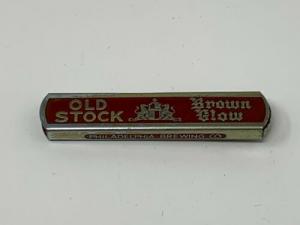 OLD
STOCK
Brown
Glow
PHILADELPHIA BREWING CO